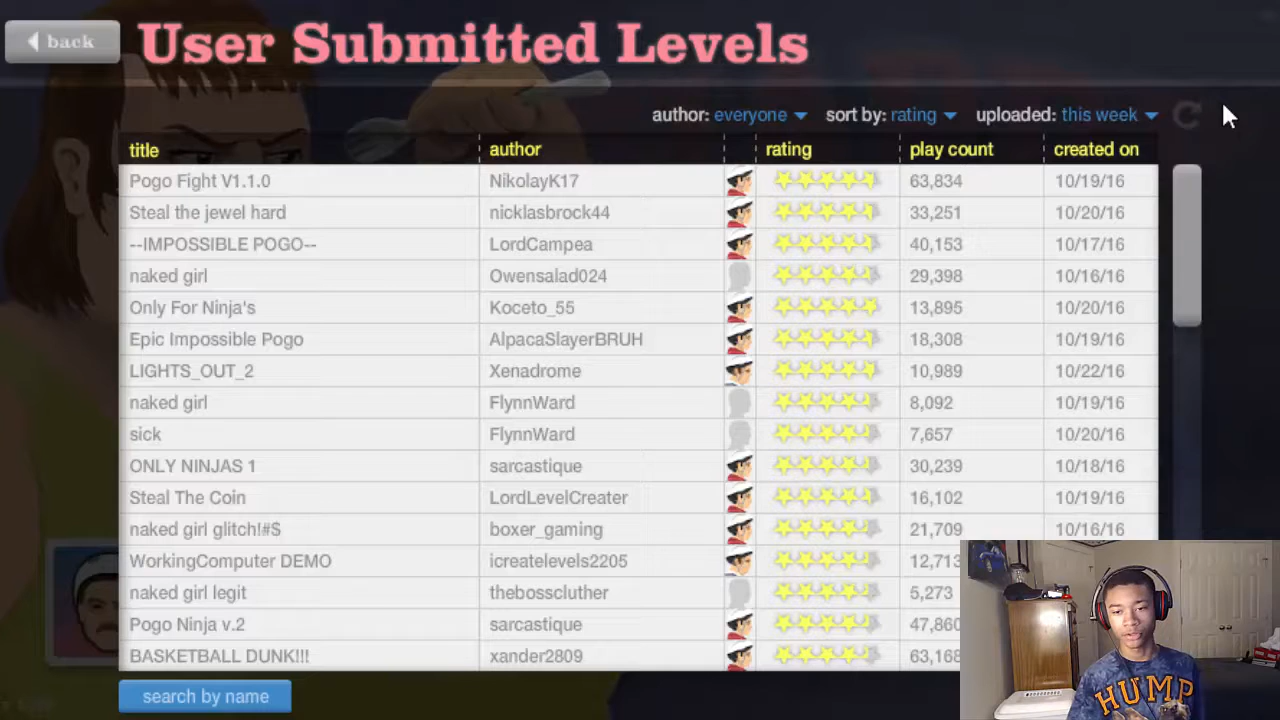 back
User Submitted Levels
author: everyone sort by: rating uploaded: this week
title author rating play count created on
Pogo Fight V1.1.0 NikolayK17 63,834 10/19/16
Steal the jewel hard nicklasbrock44 33,251 10/20/16
--IMPOSSIBLE POGO-- LordCampea 40,153 10/17/16
naked girl Owensalad024 29,398 10/16/16
Only For Ninja's Koceto_55 13,895 10/20/16
Epic Impossible Pogo AlpacaSlayerBRUH 18,308 10/19/16
LIGHTS_OUT_2 Xenadrome 10,989 10/22/16
naked girl FlynnWard 8,092 10/19/16
sick FlynnWard 7,657 10/20/16
ONLY NINJAS 1 sarcastique 30,239 10/18/16
Steal The Coin LordLevelCreater 16,102 10/19/16
naked girl glitch!#$ boxer_gaming 21,709 10/16/16
WorkingComputer DEMO icreatelevels2205 12,713
naked girl legit thebosscluther 5,273
Pogo Ninja v.2 sarcastique 47,860
BASKETBALL DUNK!!! xander2809 63,168
search by name
HUMP